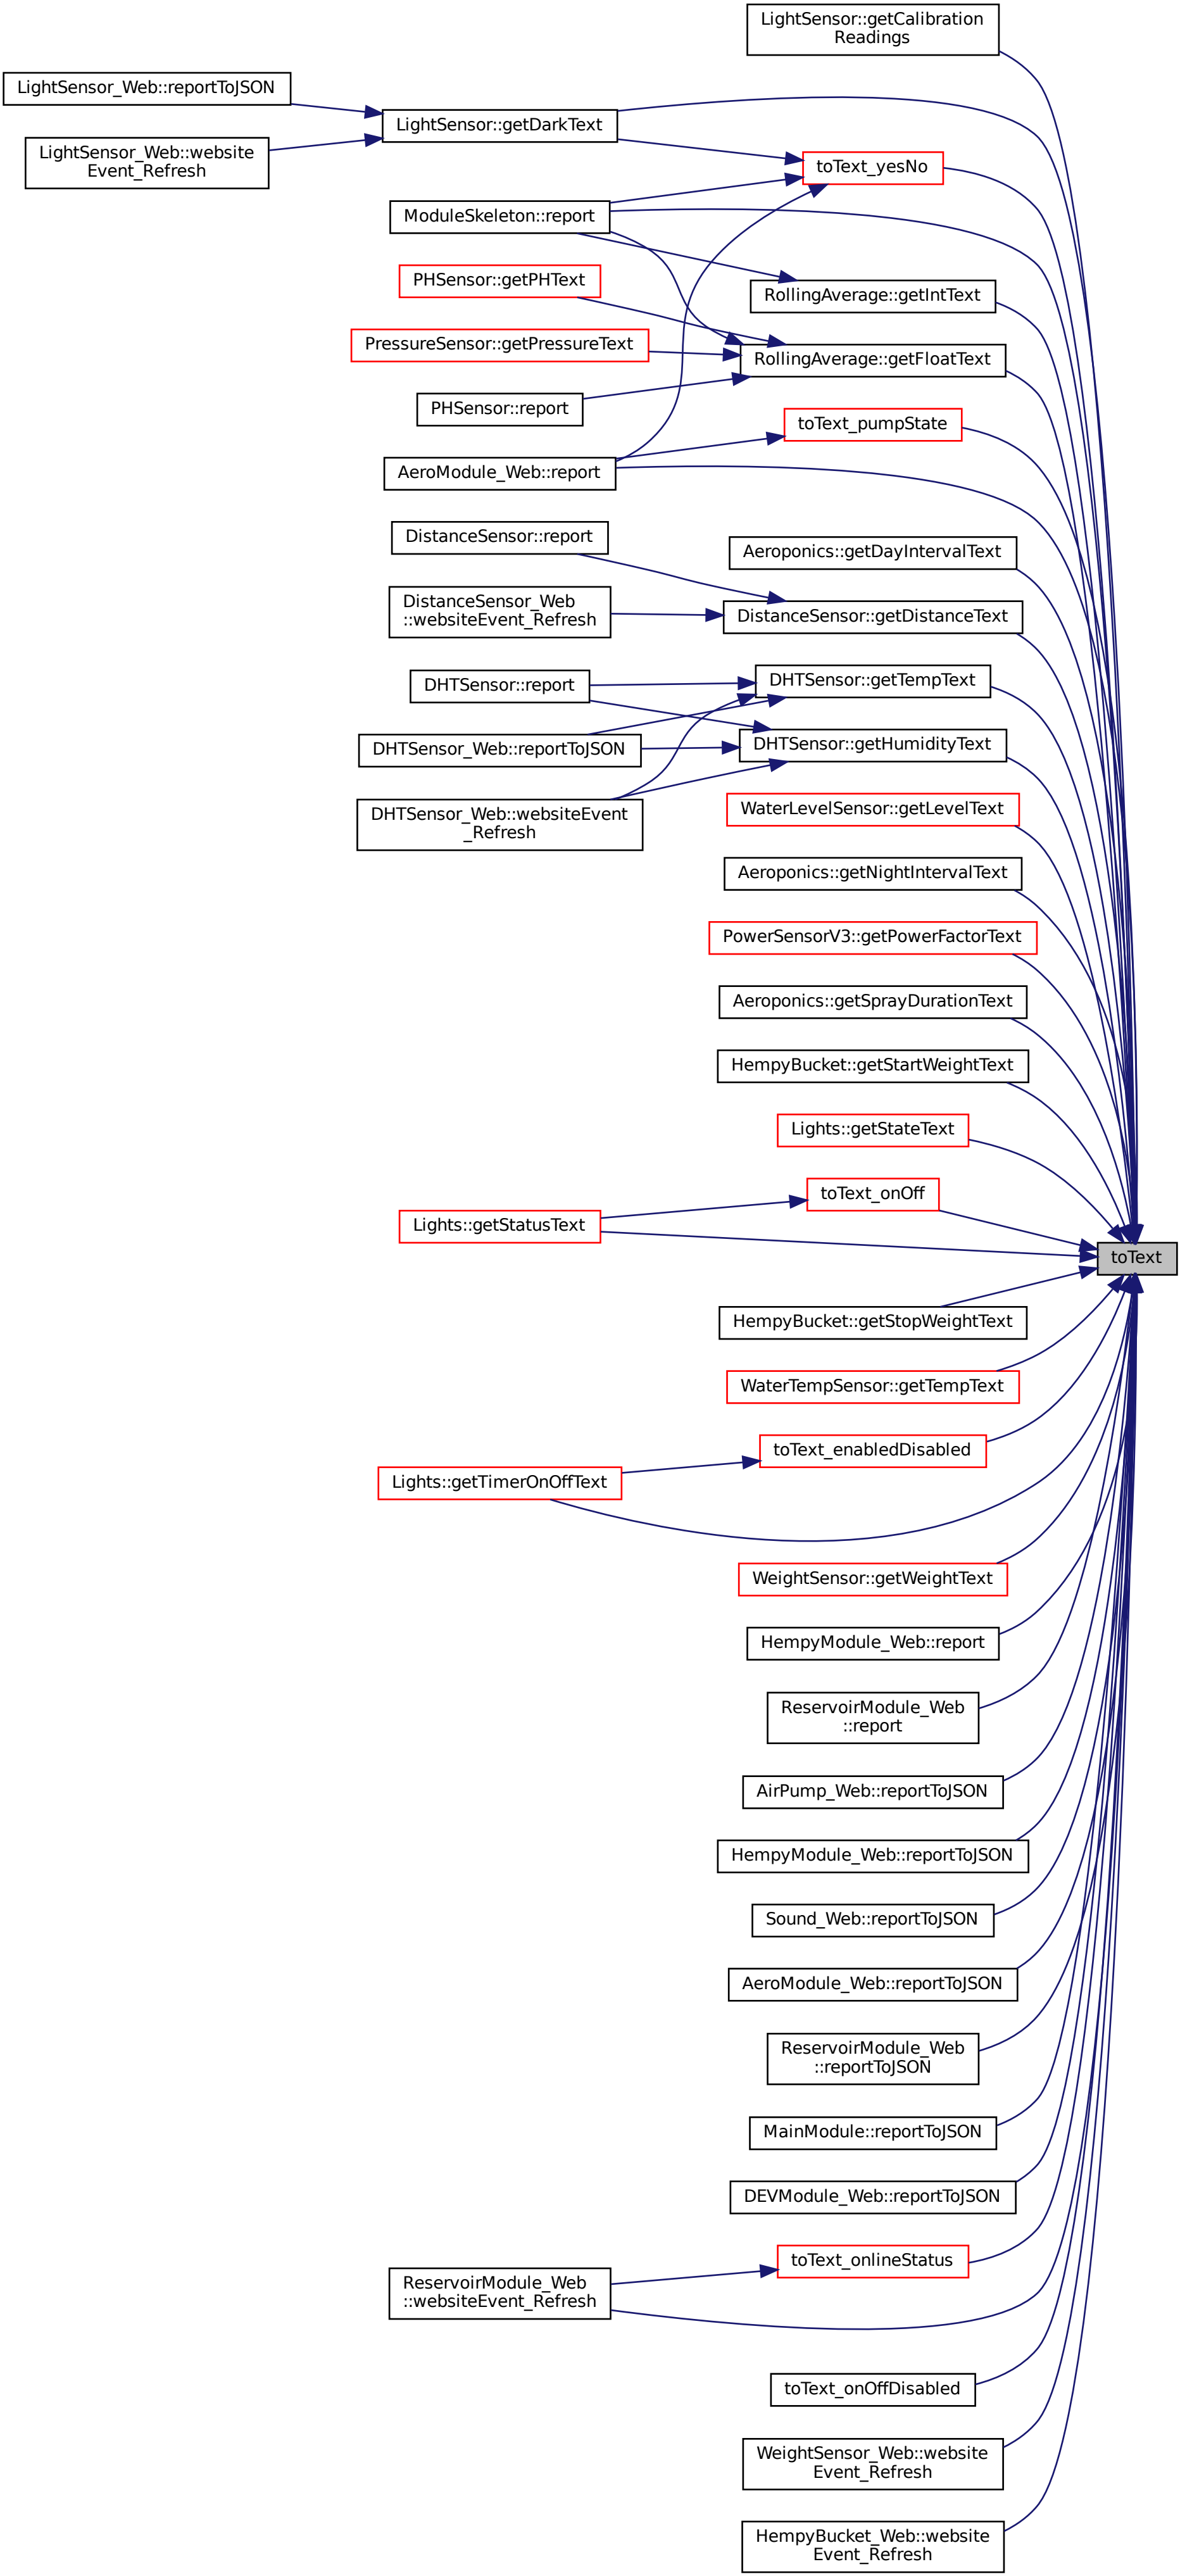 LightSensor::getCalibration
Readings
LightSensor_Web::reportToJSON
LightSensor::getDarkText
LightSensor_Web::website
Event_Refresh
toText_yesNo
ModuleSkeleton::report
PHSensor::getPHText
RollingAverage::getIntText
PressureSensor::getPressureText
RollingAverage::getFloatText
PHSensor::report
toText_pumpState
AeroModule_Web::report
DistanceSensor::report
Aeroponics::getDayIntervalText
DistanceSensor_Web
::websiteEvent_Refresh
DistanceSensor::getDistanceText
DHTSensor::report
DHTSensor::getTempText
DHTSensor_Web::reportToJSON
DHTSensor::getHumidityText
DHTSensor_Web::websiteEvent
_Refresh
WaterLevelSensor::getLevelText
Aeroponics::getNightIntervalText
PowerSensorV3::getPowerFactorText
Aeroponics::getSprayDurationText
HempyBucket::getStartWeightText
Lights::getStateText
toText_onOff
Lights::getStatusText
toText
HempyBucket::getStopWeightText
WaterTempSensor::getTempText
toText_enabledDisabled
Lights::getTimerOnOffText
WeightSensor::getWeightText
HempyModule_Web::report
ReservoirModule_Web
::report
AirPump_Web::reportToJSON
HempyModule_Web::reportToJSON
Sound_Web::reportToJSON
AeroModule_Web::reportToJSON
ReservoirModule_Web
::reportToJSON
MainModule::reportToJSON
DEVModule_Web::reportToJSON
toText_onlineStatus
ReservoirModule_Web
::websiteEvent_Refresh
toText_onOffDisabled
WeightSensor_Web::website
Event_Refresh
HempyBucket_Web::website
Event_Refresh